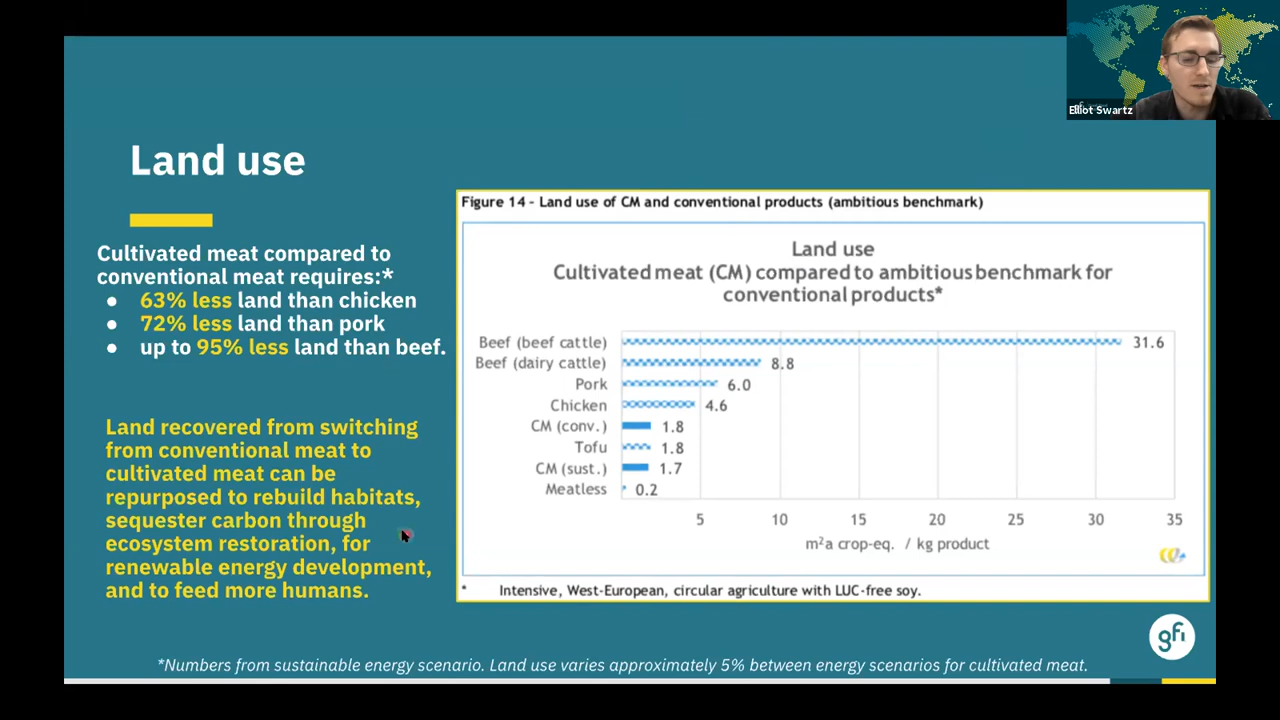 Elliot Swartz
Land use
Cultivated meat compared to
conventional meat requires:*
● 63% less land than chicken
● 72% less land than pork
● up to 95% less land than beef.
Land recovered from switching
from conventional meat to
cultivated meat can be
repurposed to rebuild habitats,
sequester carbon through
ecosystem restoration, for
renewable energy development,
and to feed more humans.
Figure 14 - Land use of CM and conventional products (ambitious benchmark)
Land use
Cultivated meat (CM) compared to ambitious benchmark for
conventional products*
Beef (beef cattle) 31.6
Beef (dairy cattle) 8.8
Pork 6.0
Chicken 4.6
CM (conv.) 1.8
Tofu 1.8
CM (sust.) 1.7
Meatless 0.2
5 10 15 20 25 30 35
m²a crop-eq. / kg product
* Intensive, West-European, circular agriculture with LUC-free soy.
gfi
*Numbers from sustainable energy scenario. Land use varies approximately 5% between energy scenarios for cultivated meat.